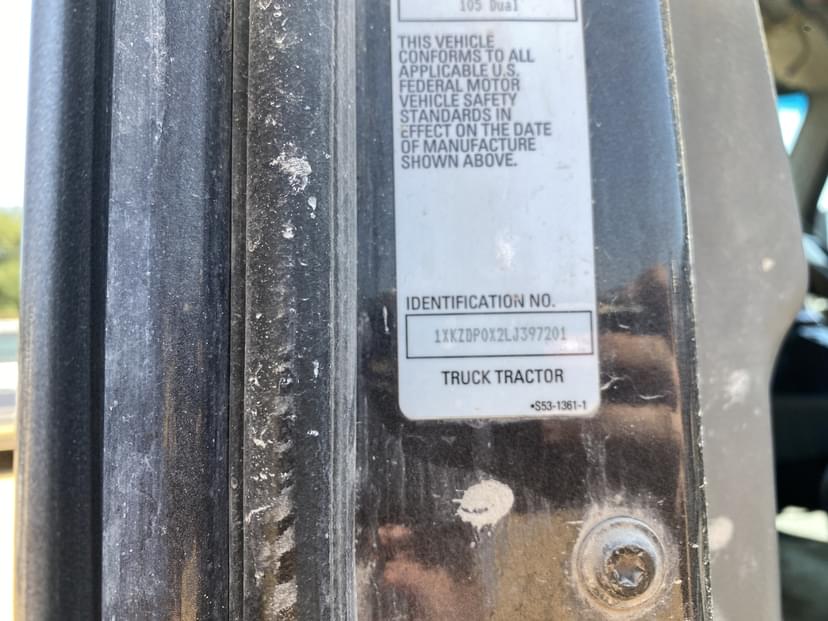 105 Dual
THIS VEHICLE
CONFORMS TO ALL
APPLICABLE U.S.
FEDERAL MOTOR
VEHICLE SAFETY
STANDARDS IN
EFFECT ON THE DATE
OF MANUFACTURE
SHOWN ABOVE.
IDENTIFICATION NO.
1XKZDP0X2LJ397201
TRUCK TRACTOR
•S53-1361-1